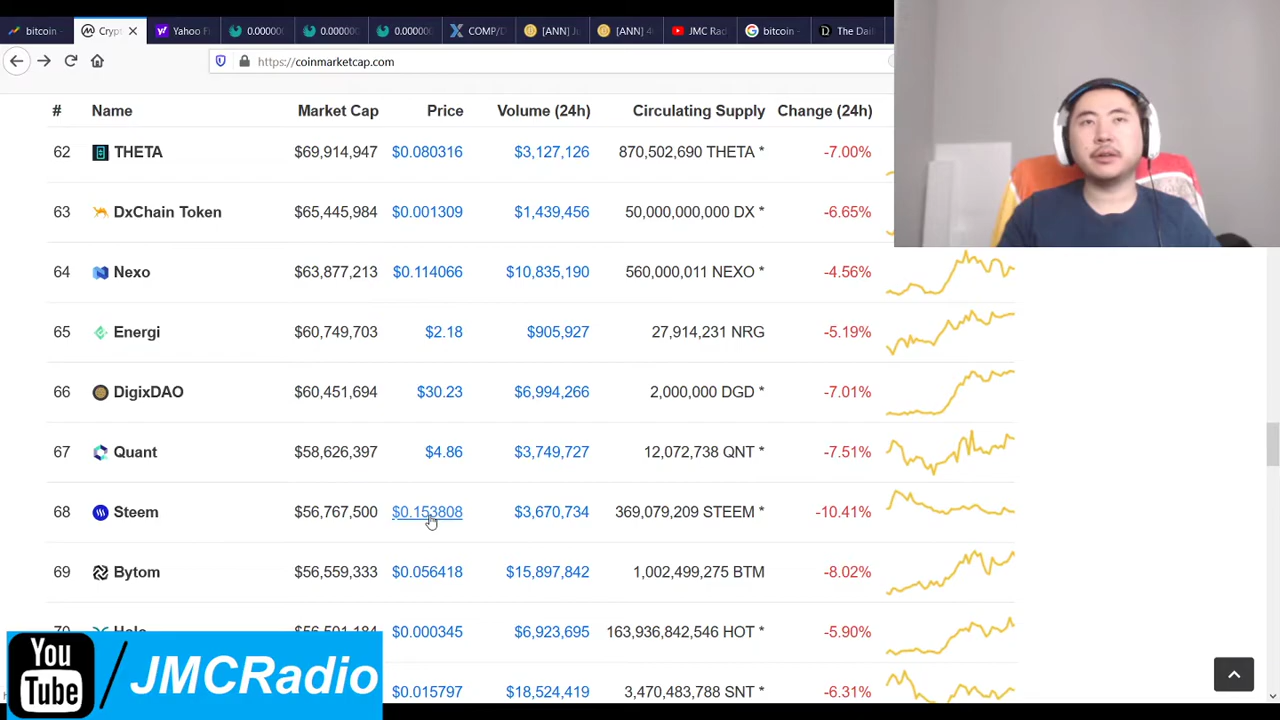 bitcoin
Crypt
Yahoo Fi
0.00000
0.00000
0.00000
COMP/D
[ANN] J
[ANN] 4
JMC Rad
bitcoin -
The Dail
https://coinmarketcap.com
# Name Market Cap Price Volume (24h) Circulating Supply Change (24h)
62 THETA $69,914,947 $0.080316 $3,127,126 870,502,690 THETA * -7.00%
63 DxChain Token $65,445,984 $0.001309 $1,439,456 50,000,000,000 DX * -6.65%
64 Nexo $63,877,213 $0.114066 $10,835,190 560,000,011 NEXO * -4.56%
65 Energi $60,749,703 $2.18 $905,927 27,914,231 NRG -5.19%
66 DigixDAO $60,451,694 $30.23 $6,994,266 2,000,000 DGD * -7.01%
67 Quant $58,626,397 $4.86 $3,749,727 12,072,738 QNT * -7.51%
68 Steem $56,767,500 $0.153808 $3,670,734 369,079,209 STEEM * -10.41%
69 Bytom $56,559,333 $0.056418 $15,897,842 1,002,499,275 BTM -8.02%
$0.000345 $6,923,695 163,936,842,546 HOT * -5.90%
$0.015797 $18,524,419 3,470,483,788 SNT * -6.31%
You
Tube
/ JMCRadio